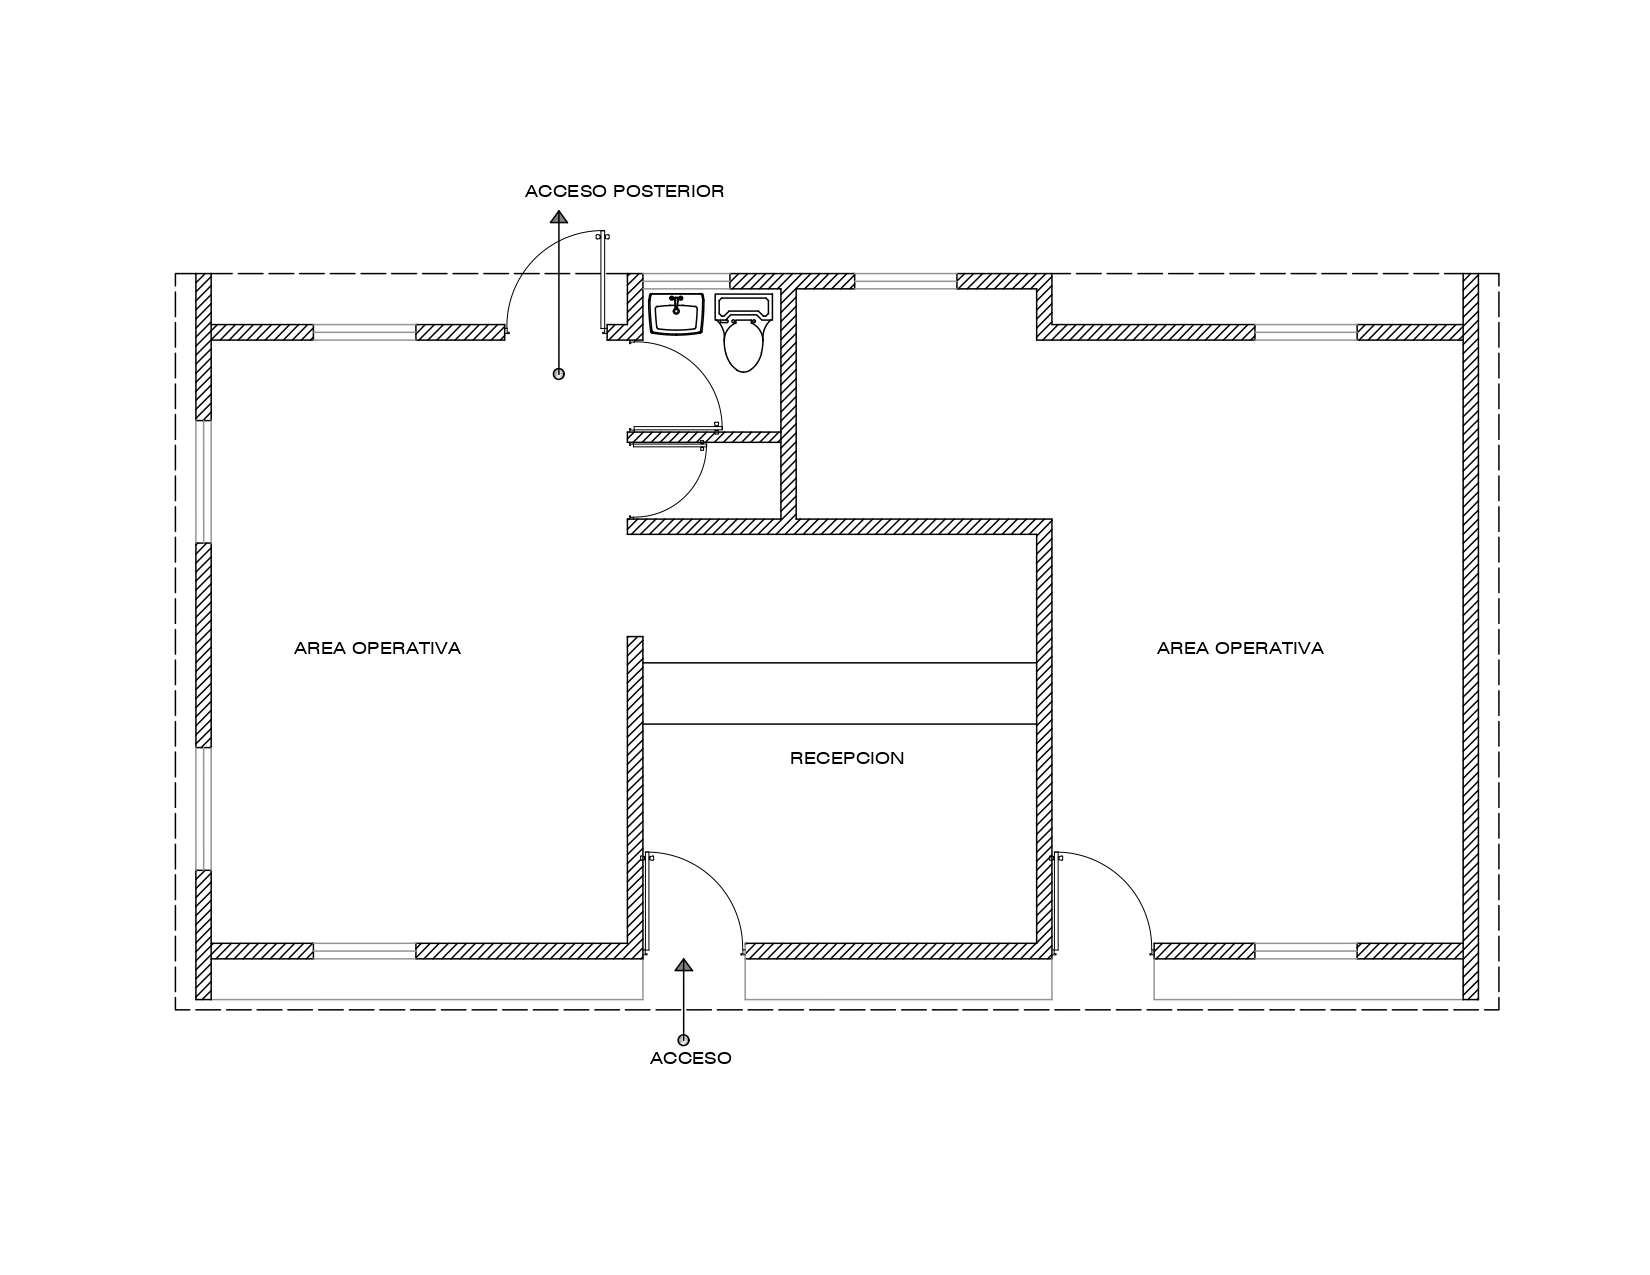 ACCESO POSTERIOR
AREA OPERATIVA
AREA OPERATIVA
RECEPCION
ACCESO